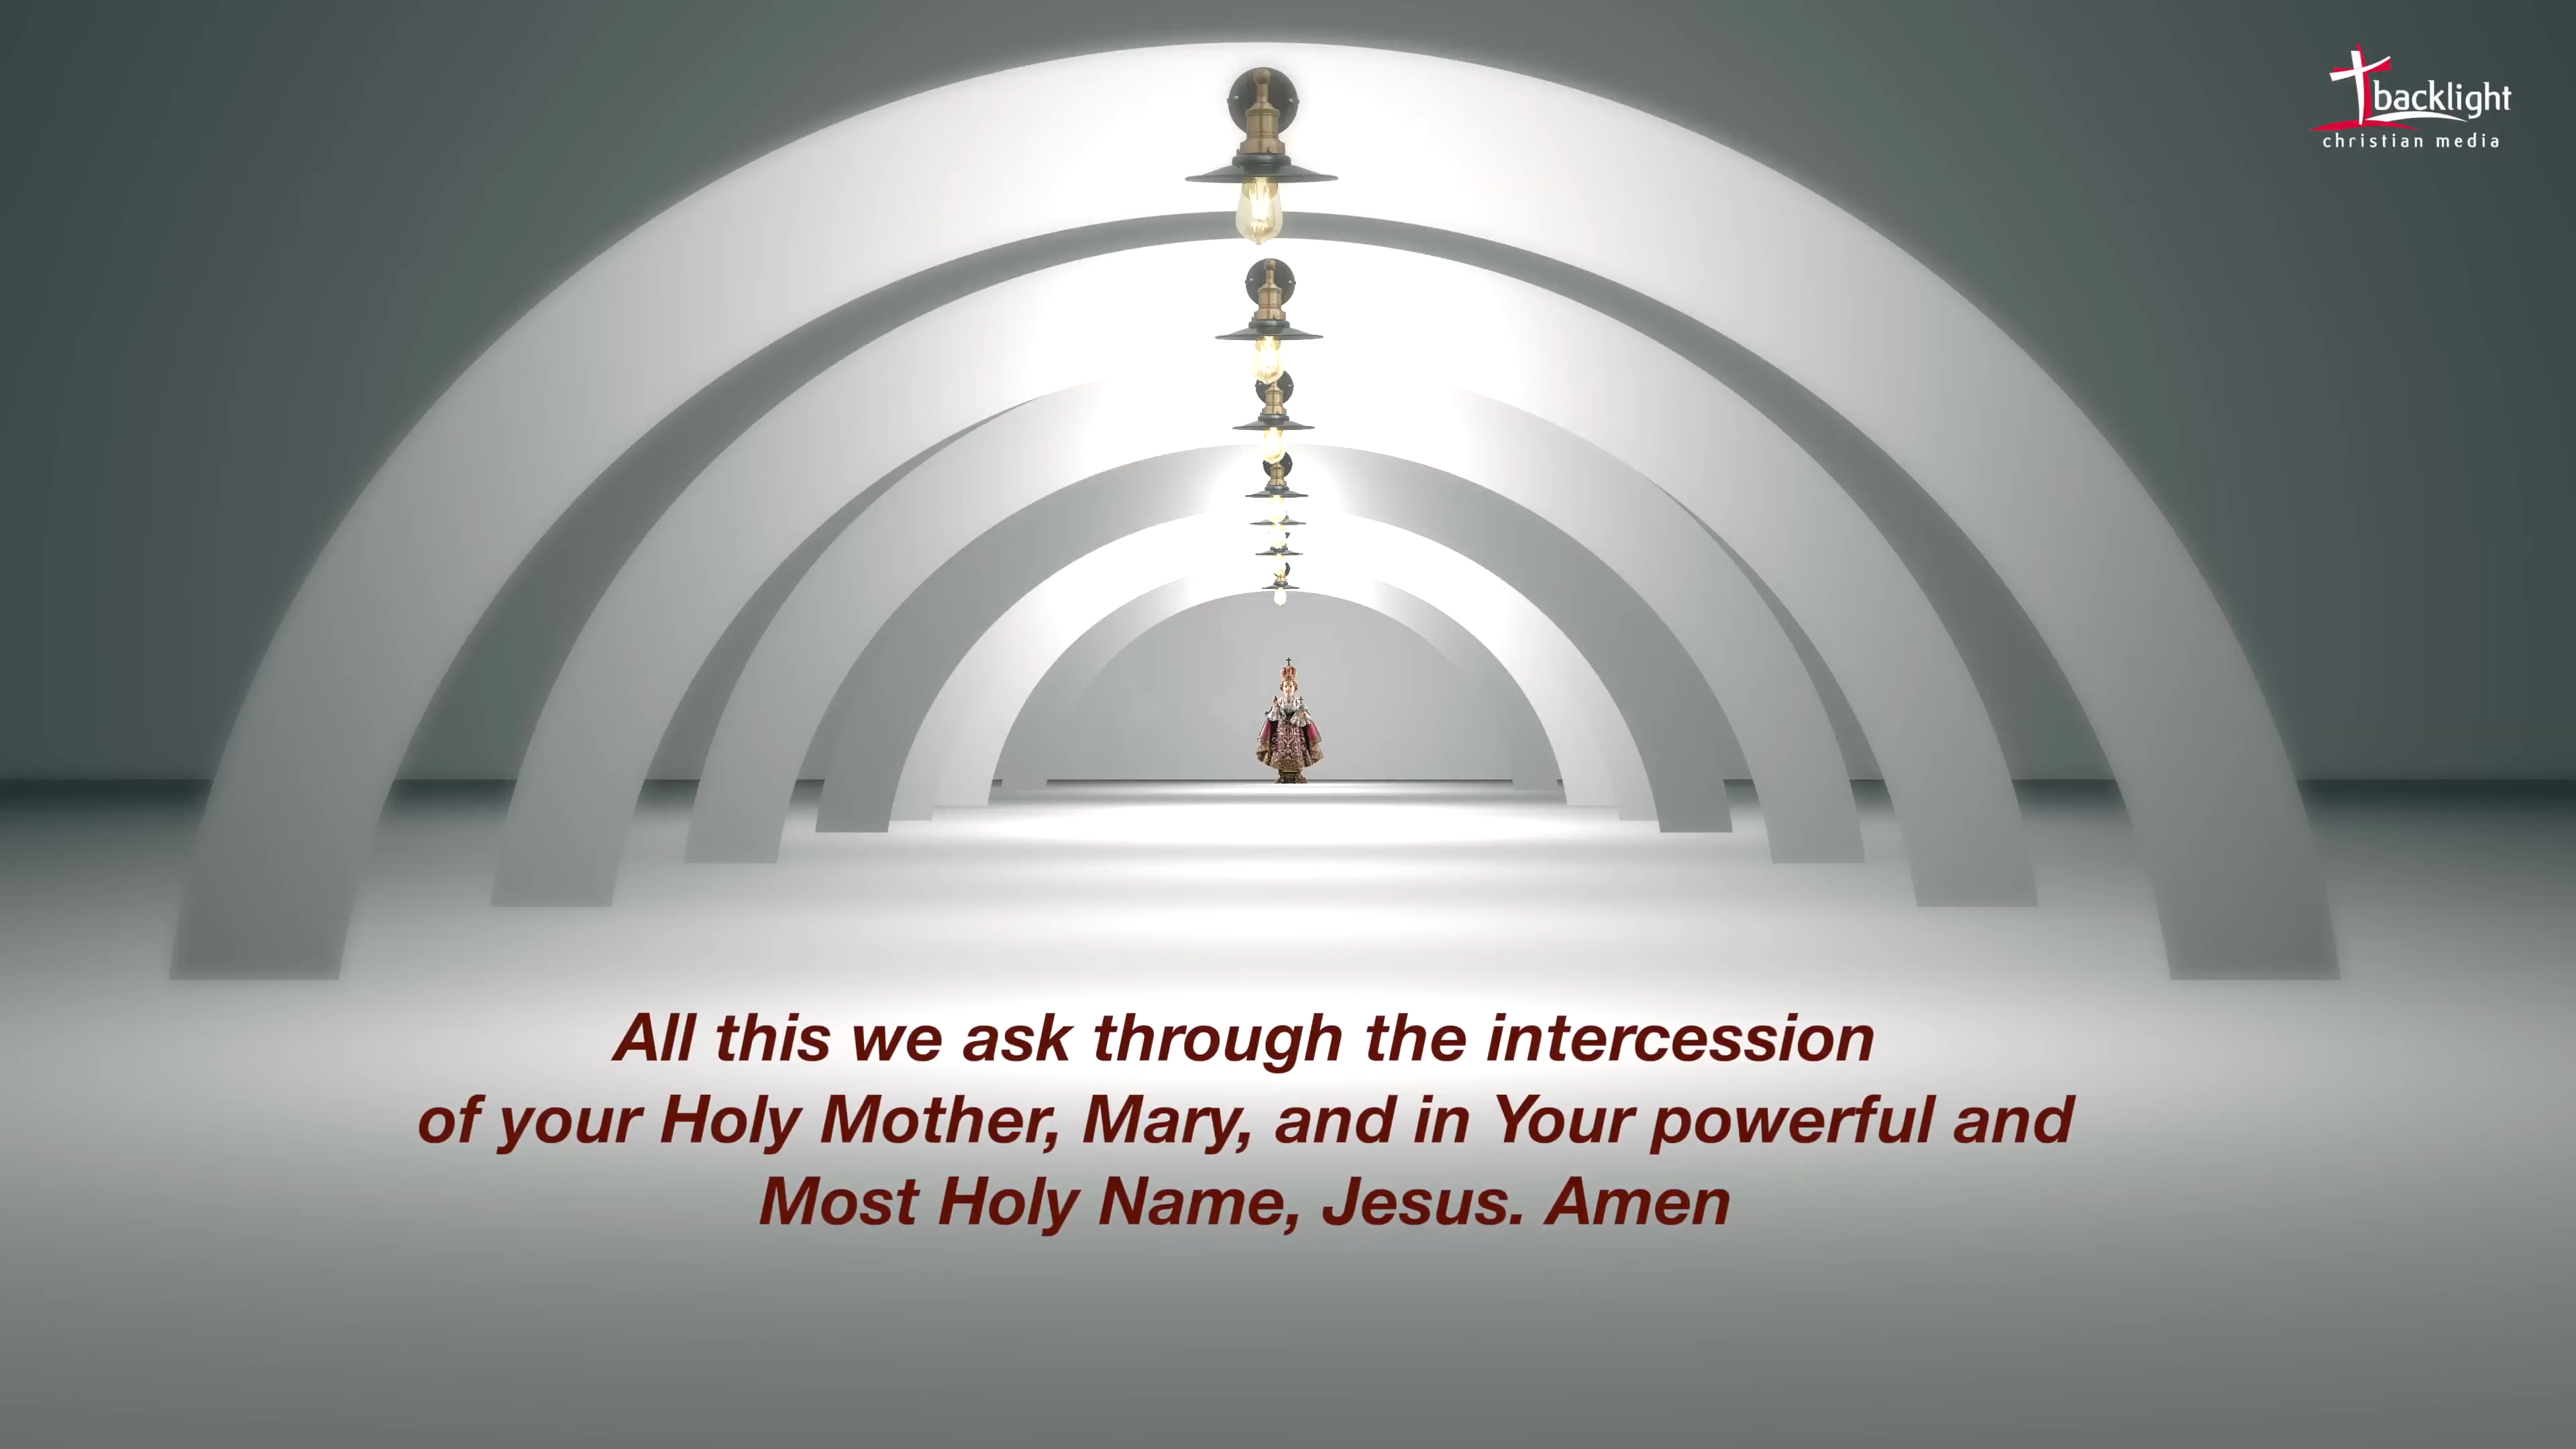 backlight
christian media
All this we ask through the intercession
of your Holy Mother, Mary, and in Your powerful and
Most Holy Name, Jesus. Amen